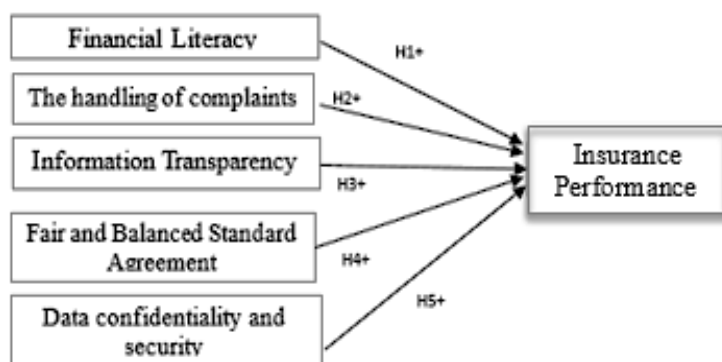 Financial Literacy
H1+
The handling of complaints
H2+
Information Transparency
H3+
Insurance
Performance
Fair and Balanced Standard
Agreement
H4+
Data confidentiality and
security
H5+